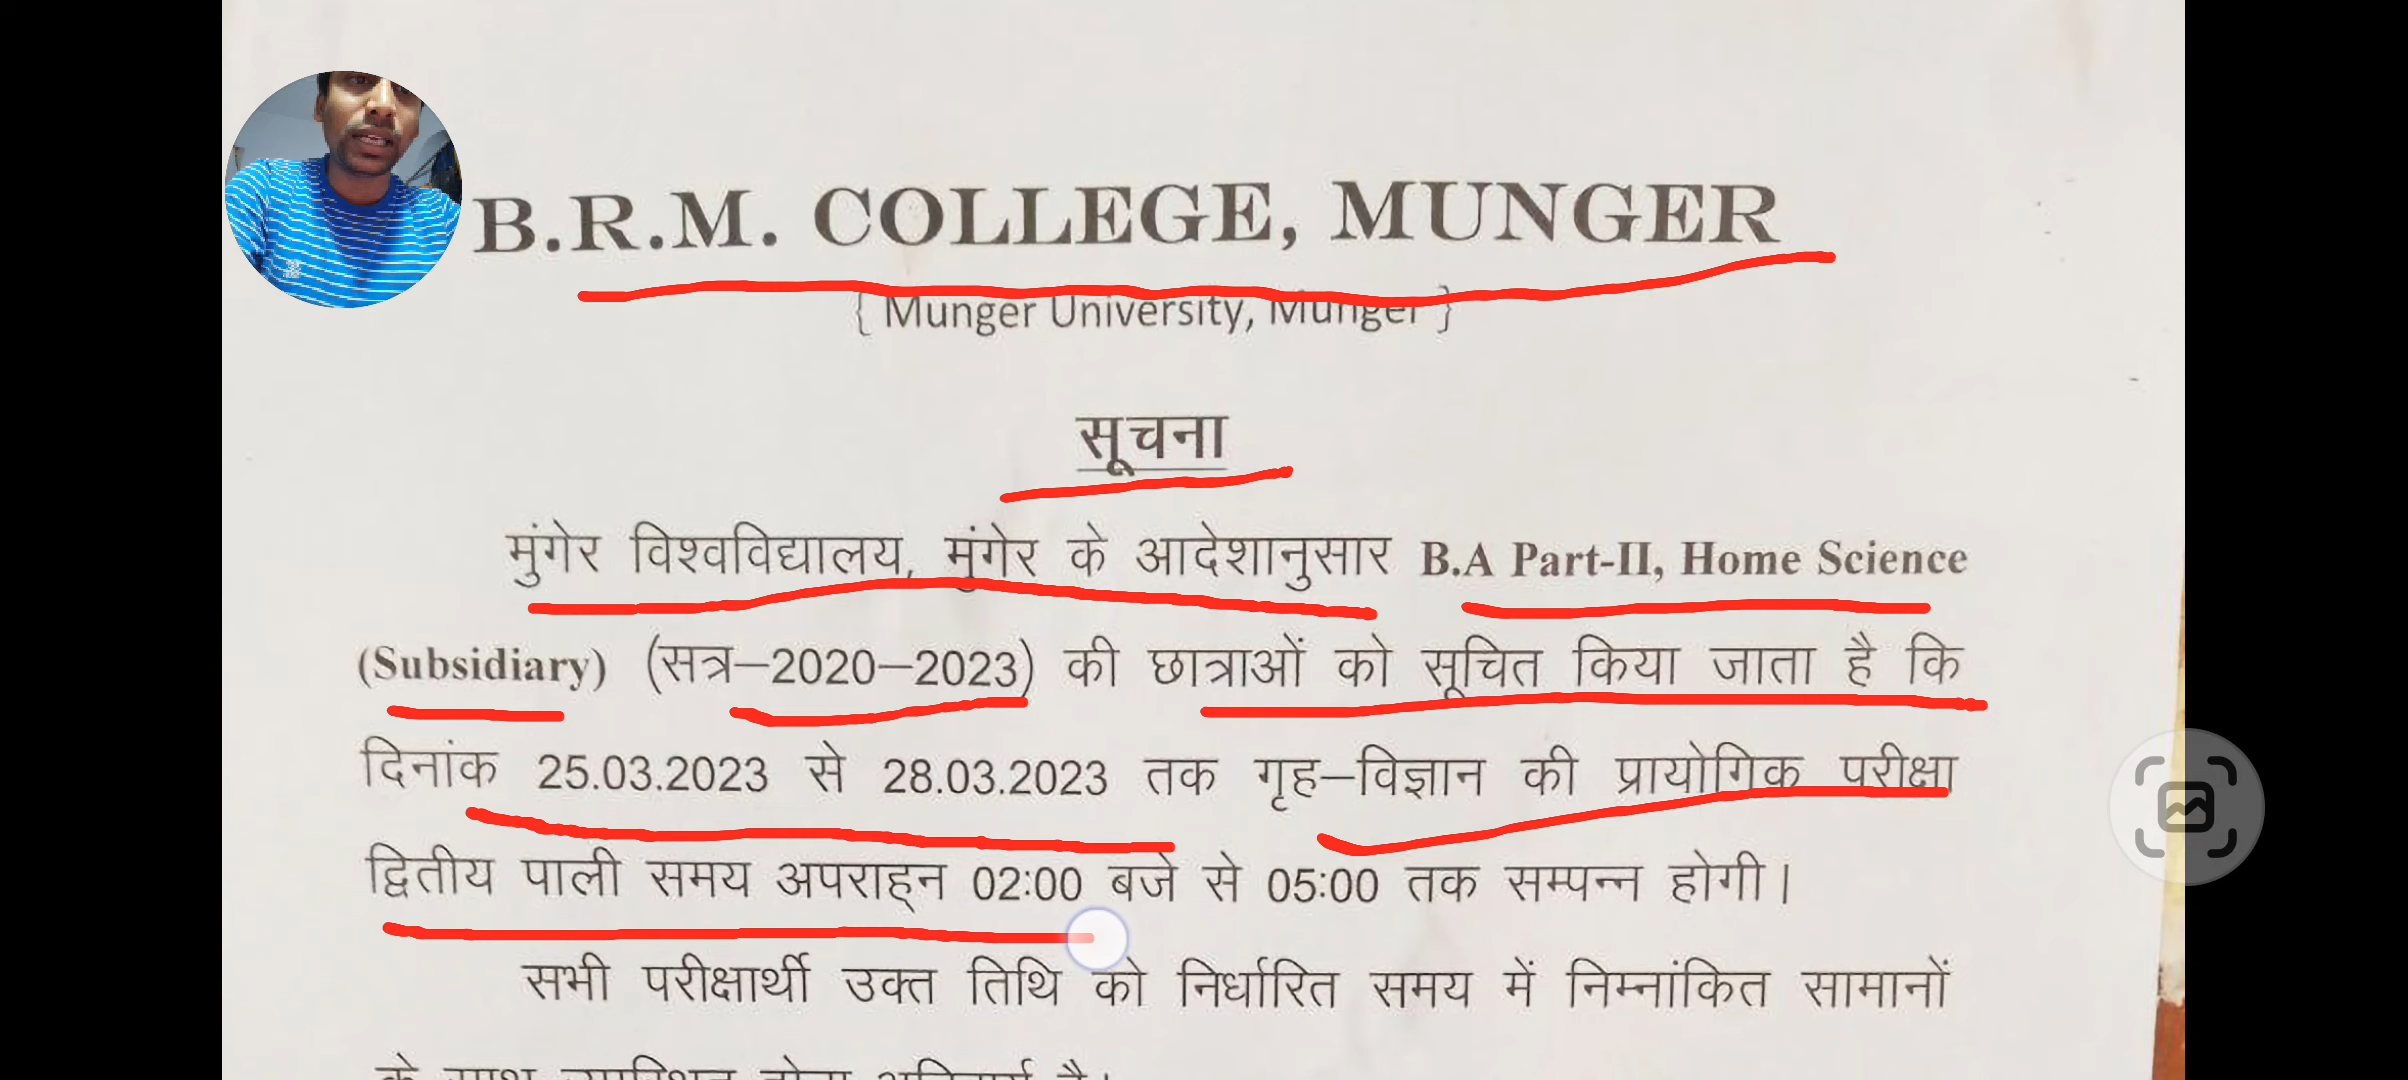 B.R.M. COLLEGE, MUNGER
{ Munger University, Munger }
सूचना
मुंगेर विश्वविद्यालय, मुंगेर के आदेशानुसार B.A Part-II, Home Science
(Subsidiary) (सत्र–2020–2023) की छात्राओं को सूचित किया जाता है कि
दिनांक 25.03.2023 से 28.03.2023 तक गृह–विज्ञान की प्रायोगिक परीक्षा
द्वितीय पाली समय अपराह्न 02:00 बजे से 05:00 तक सम्पन्न होगी।
सभी परीक्षार्थी उक्त तिथि को निर्धारित समय में निम्नांकित सामानों